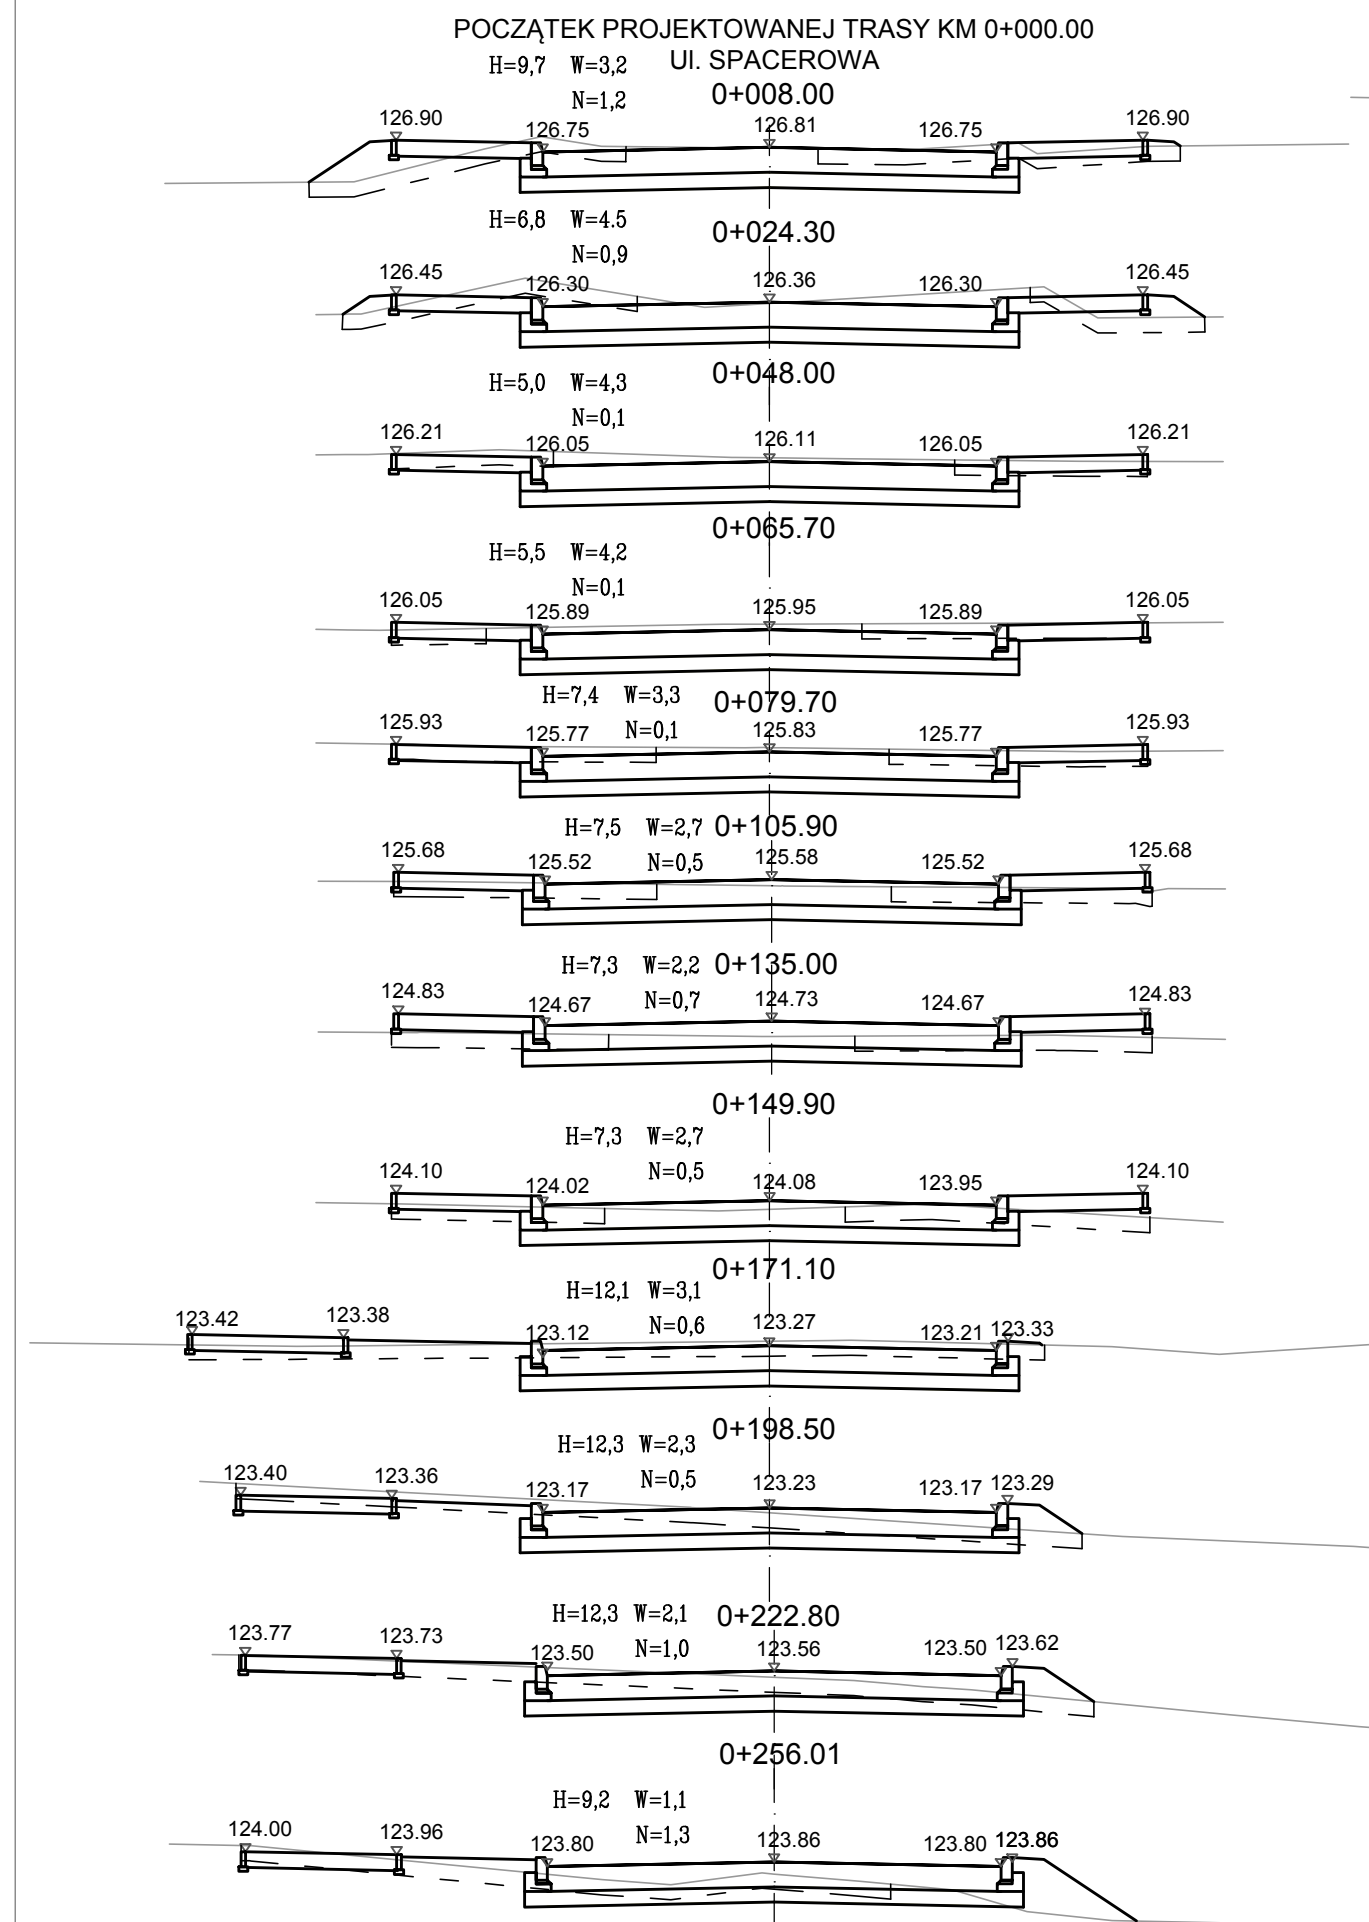 POCZĄTEK PROJEKTOWANEJ TRASY KM 0+000.00
Ul. SPACEROWA
H=9,7 W=3,2
N=1,2
0+008.00
126.90 126.75 126.81 126.75 126.90
H=6,8 W=4.5
N=0,9
0+024.30
126.45 126.30 126.36 126.30 126.45
0+048.00
H=5,0 W=4,3
N=0,1
126.21 126.05 126.11 126.05 126.21
0+065.70
H=5,5 W=4,2
N=0,1
126.05 125.89 125.95 125.89 126.05
H=7,4 W=3,3 0+079.70
N=0,1
125.93 125.77 125.83 125.77 125.93
H=7,5 W=2,7 0+105.90
N=0,5
125.68 125.52 125.58 125.52 125.68
H=7,3 W=2,2 0+135.00
N=0,7
124.83 124.67 124.73 124.67 124.83
0+149.90
H=7,3 W=2,7
N=0,5
124.10 124.02 124.08 123.95 124.10
0+171.10
H=12,1 W=3,1
N=0,6
123.42 123.38 123.12 123.27 123.21 123.33
0+198.50
H=12,3 W=2,3
N=0,5
123.40 123.36 123.17 123.23 123.17 123.29
H=12,3 W=2,1 0+222.80
N=1,0
123.77 123.73 123.50 123.56 123.50 123.62
0+256.01
H=9,2 W=1,1
N=1,3
124.00 123.96 123.80 123.86 123.80 123.86